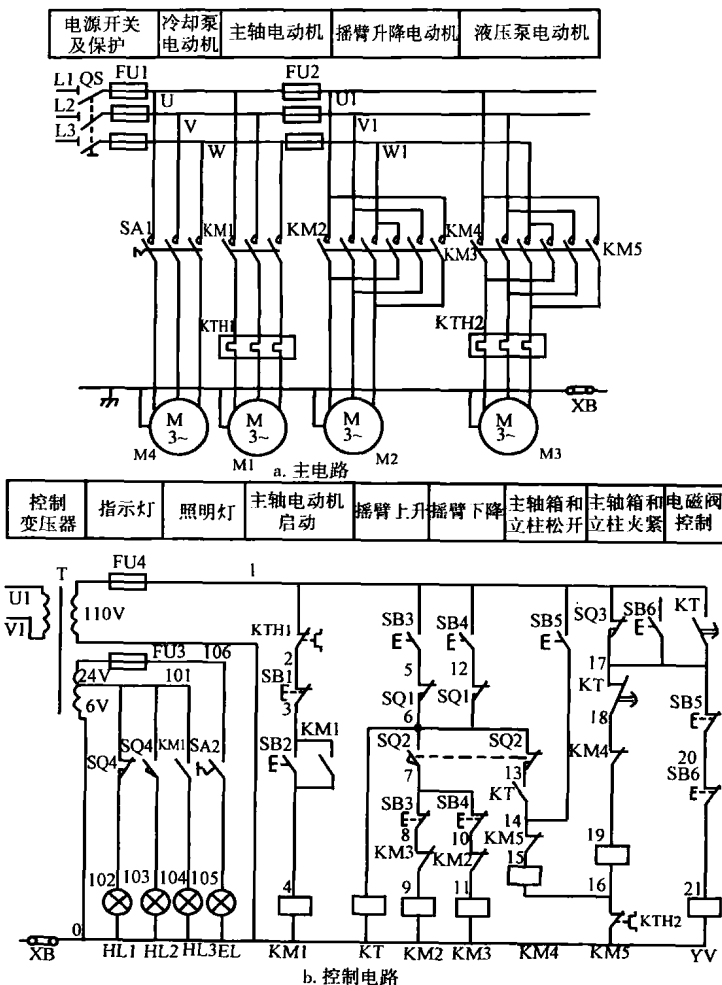 电源开关
及保护
冷却泵
电动机
主轴电动机
摇臂升降电动机
液压泵电动机
L1 QS
FU1
FU2
U
U1
L2
V
V1
L3
W
W1
SA1
KM1
KM2
KM4
KM3
KM5
KTH1
KTH2
XB
M
3~
M
3~
M
3~
M
3~
M4
M1
M2
M3
a. 主电路
控制
变压器
指示灯
照明灯
主轴电动机
启动
摇臂上升
摇臂下降
主轴箱和
立柱松开
主轴箱和
立柱火紧
电磁阀
控制
T
FU4
1
U1
V1
110V
FU3
106
24V
101
6V
SQ4
SQ4
KM1
SA2
102
103
104
105
0
XB
HL1
HL2
HL3
EL
KTH1
2
SB1
3
SB2
KM1
4
KM1
SB3
SB4
SB5
SQ3
SB6
KT
5
12
17
SQ1
SQ1
KT
SB5
6
18
SQ2
SQ2
KM4
20
7
13
SB6
KT
SB3
SB4
14
8
10
KM5
19
KM3
KM2
15
16
9
11
21
KTH2
KT
KM2
KM3
KM4
KM5
YV
b. 控制电路